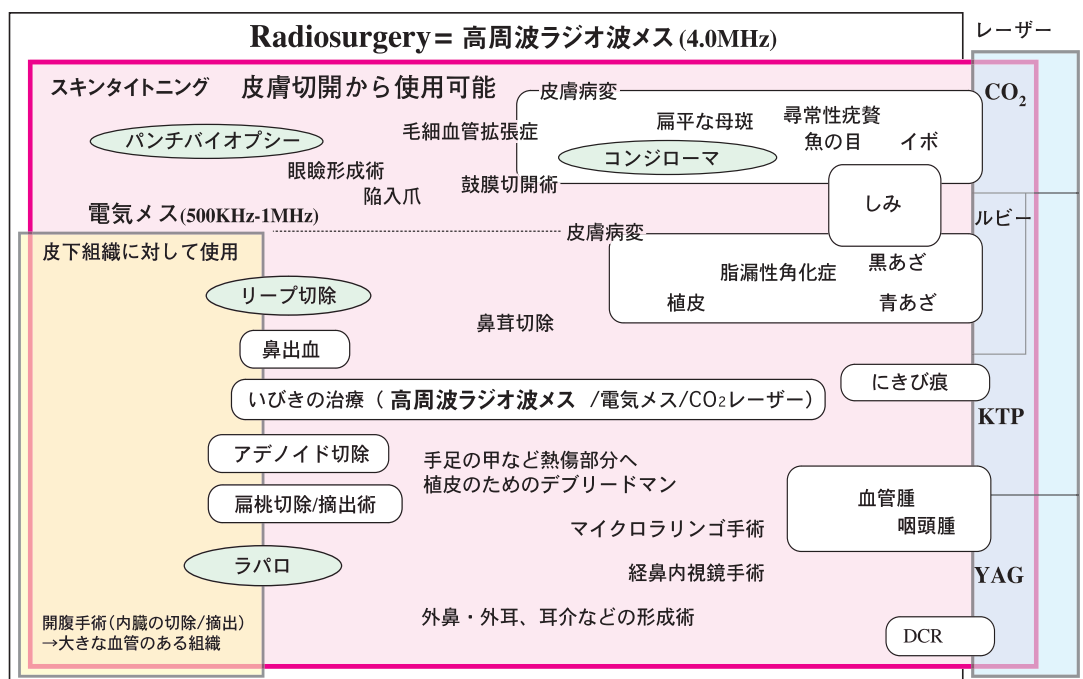 Radiosurgery= 高周波ラジオ波メス(4.0MHz)
レーザー
スキンタイトニング
皮膚切開から使用可能
皮膚病変
CO₂
パンチバイオプシー
毛細血管拡張症
扁平な母斑
尋常性疣贅
魚の目
イボ
コンジローマ
眼瞼形成術
鼓膜切開術
陥入爪
しみ
電気メス(500KHz-1MHz)
ルビー
皮膚病変
皮下組織に対して使用
脂漏性角化症
黒あざ
リープ切除
植皮
青あざ
鼻茸切除
鼻出血
にきび痕
いびきの治療（高周波ラジオ波メス /電気メス/CO₂レーザー）
KTP
アデノイド切除
手足の甲など熱傷部分へ
植皮のためのデブリードマン
扁桃切除/摘出術
血管腫
咽頭腫
マイクロラリンゴ手術
ラパロ
経鼻内視鏡手術
YAG
外鼻・外耳、耳介などの形成術
開腹手術(内臓の切除/摘出)
→大きな血管のある組織
DCR